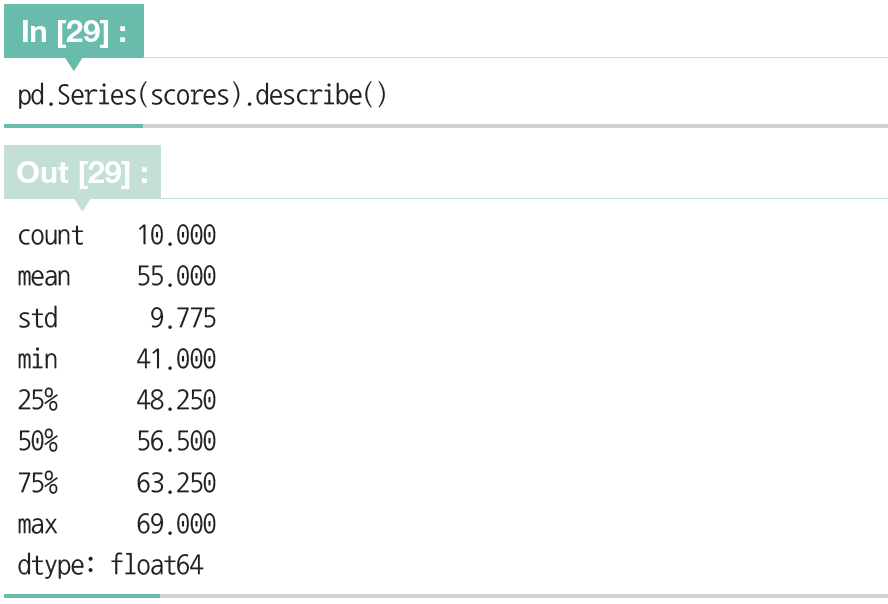 In [29] :
pd.Series(scores).describe()
Out [29] :
count    10.000
mean     55.000
std       9.775
min      41.000
25%      48.250
50%      56.500
75%      63.250
max      69.000
dtype: float64